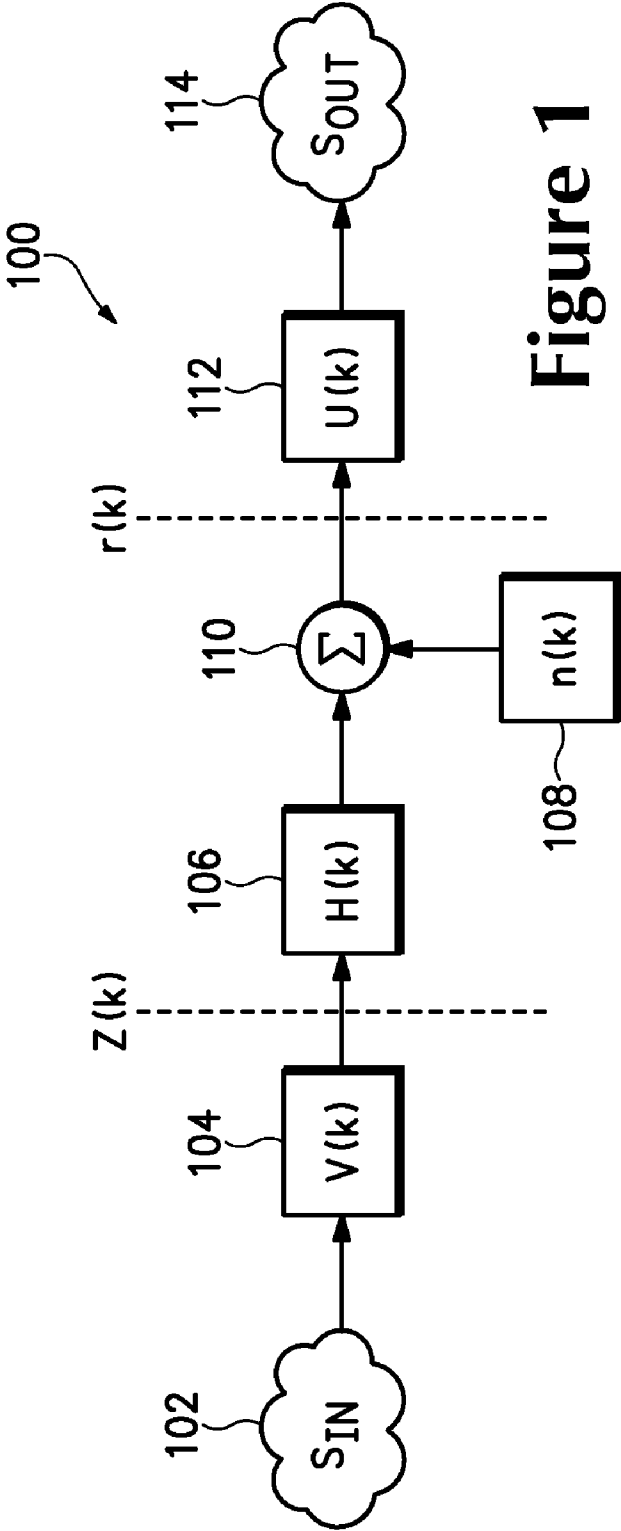 100
Z(k)
r(k)
102
104
106
110
112
114
S_IN
V(k)
H(k)
Σ
U(k)
S_OUT
108
n(k)
Figure 1